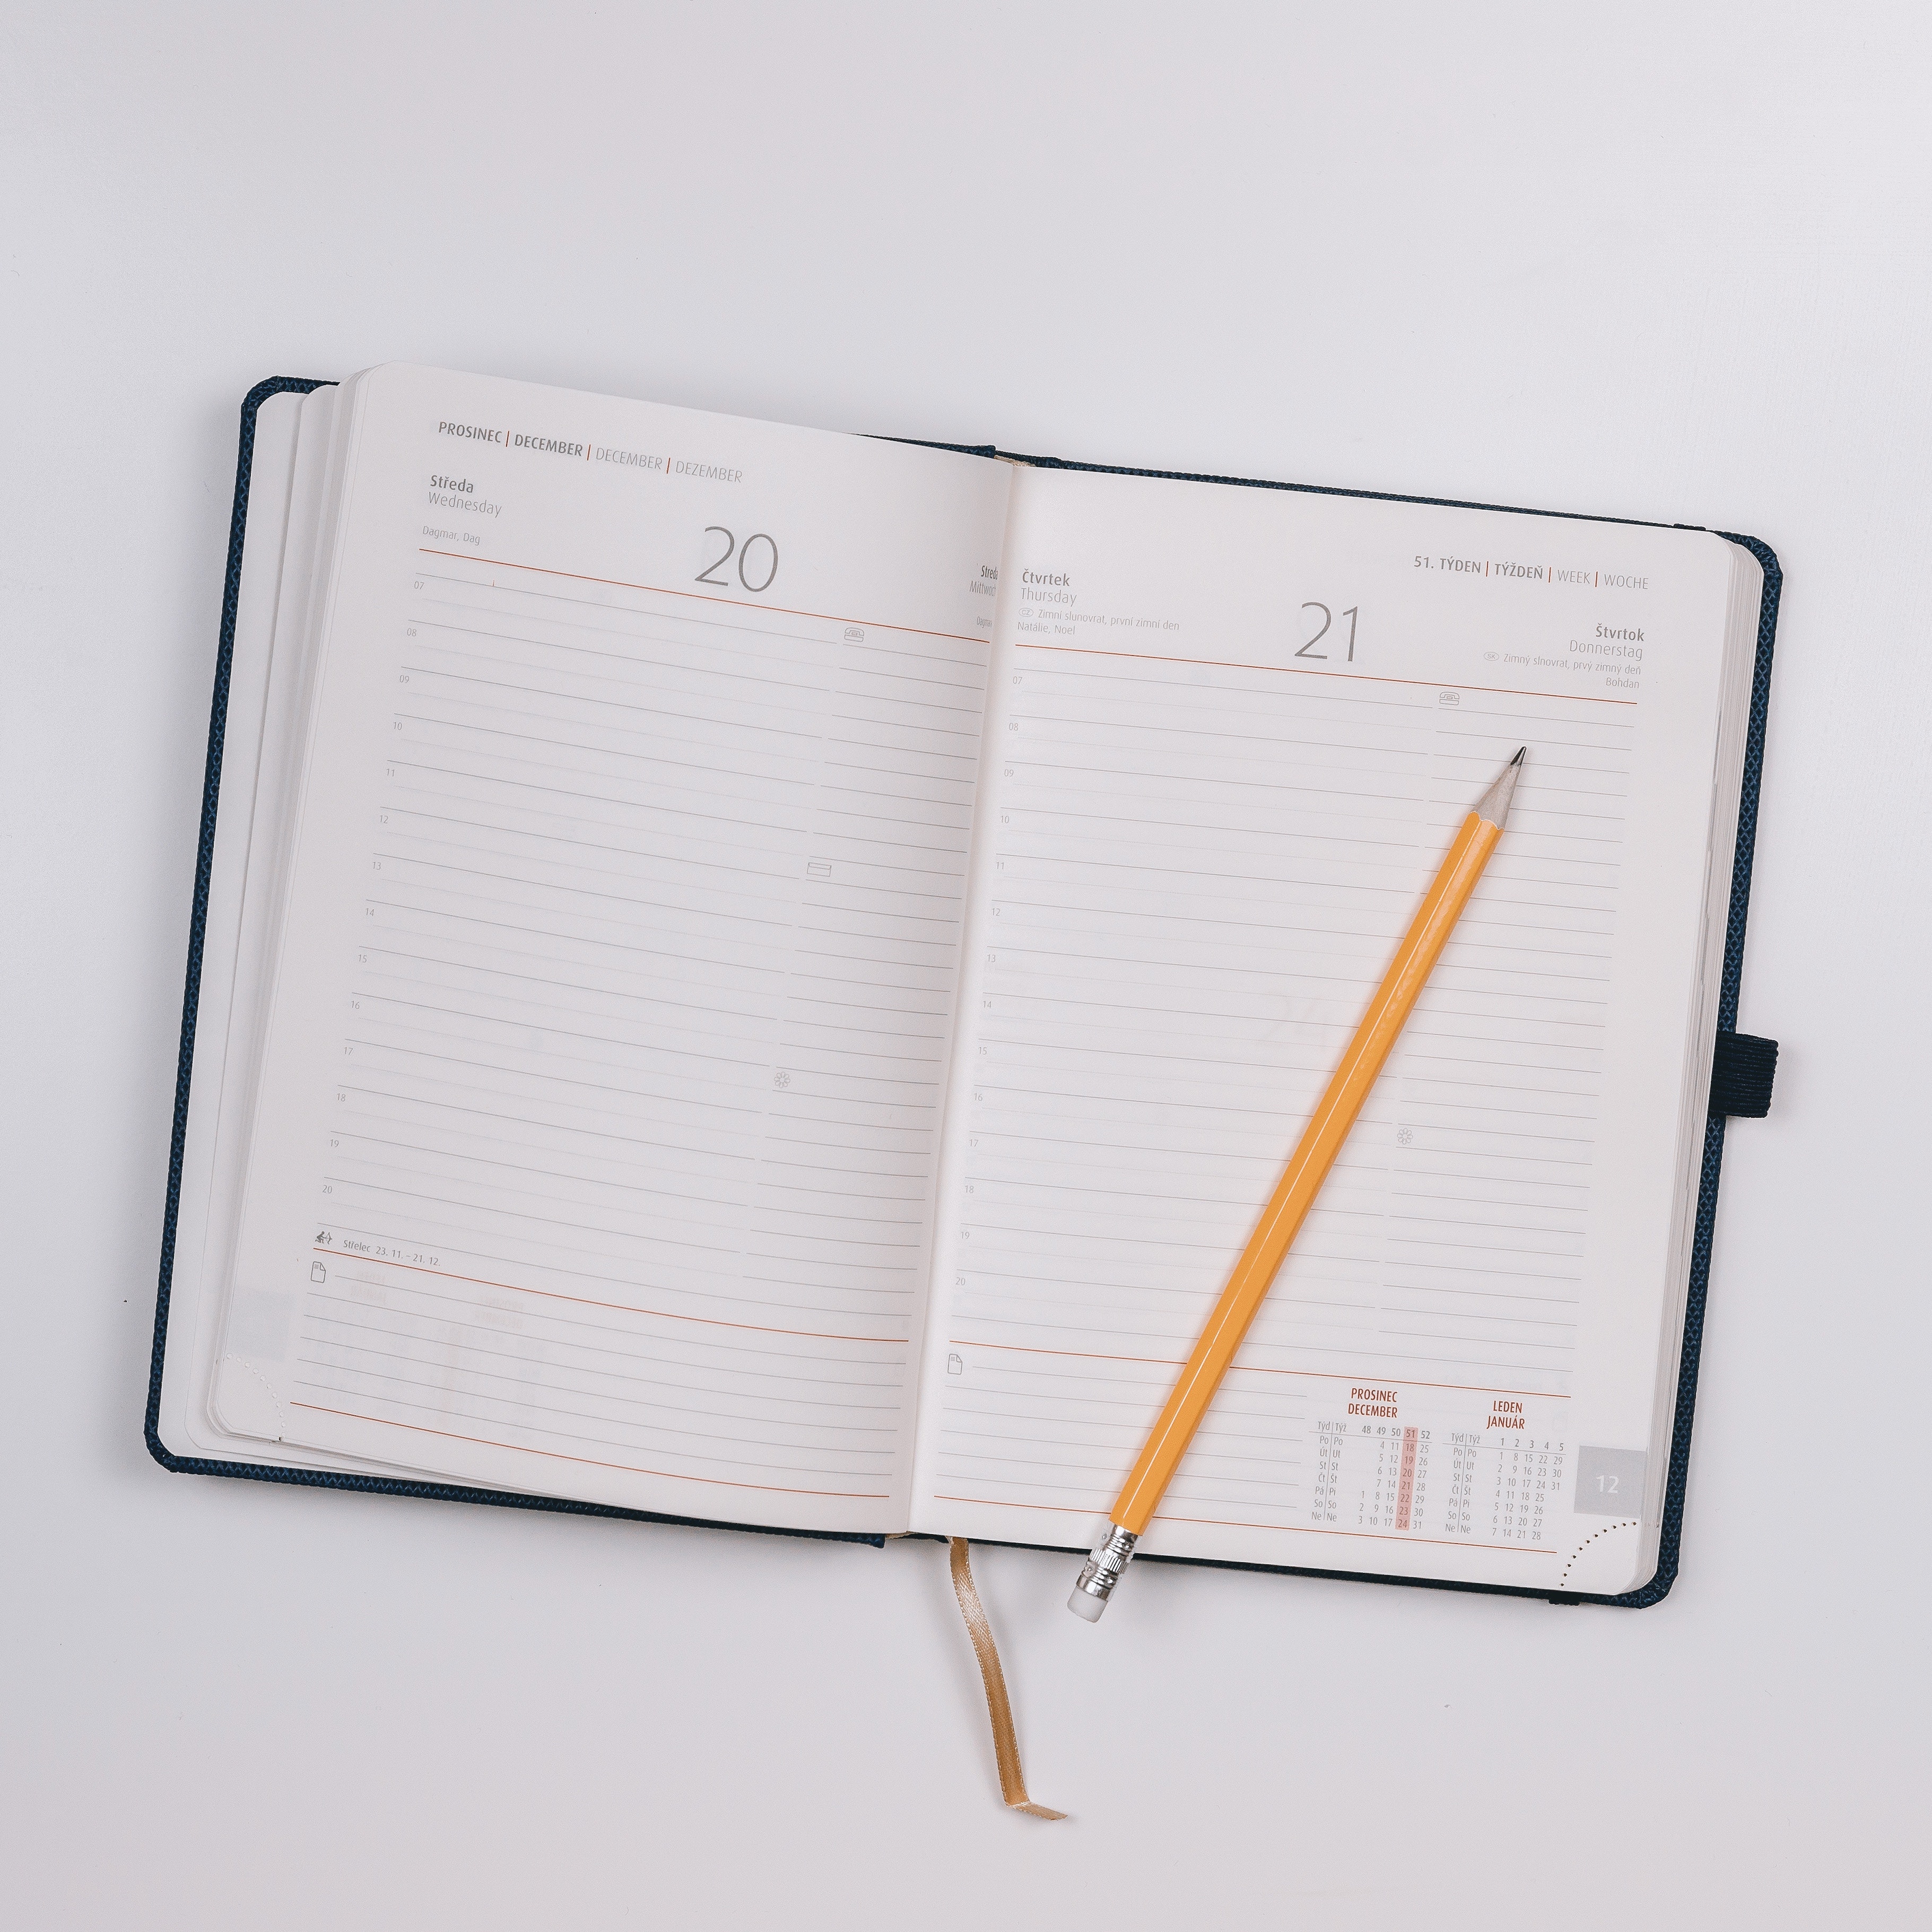 PROSINEC | DECEMBER | DECEMBER | DEZEMBER
Středa
Wednesday
Dagmar, Dag
20
Streda
Mittwoch
07
08
09
10
11
12
13
14
15
16
17
18
19
20
Střelec 23. 11. – 21. 12.
51. TÝDEN | TÝŽDEŇ | WEEK | WOCHE
Čtvrtek
Thursday
CZ Zimní slunovrat, první zimní den
Natálie, Noel
21
Štvrtok
Donnerstag
SK Zimný slnovrat, prvý zimný deň
Bohdan
07
08
09
10
11
12
13
14
15
16
17
18
19
20
PROSINEC
DECEMBER
Týd | Týž 48 49 50 51 52
Po | Po 4 11 18 25
Út | Ut 5 12 19 26
St | St 6 13 20 27
Čt | Št 7 14 21 28
Pá | Pi 1 8 15 22 29
So | So 2 9 16 23 30
Ne | Ne 3 10 17 24 31
LEDEN
JANUÁR
Týd | Týž 1 2 3 4 5
Po | Po 1 8 15 22 29
Út | Ut 2 9 16 23 30
St | St 3 10 17 24 31
Čt | Št 4 11 18 25
Pá | Pi 5 12 19 26
So | So 6 13 20 27
Ne | Ne 7 14 21 28
12